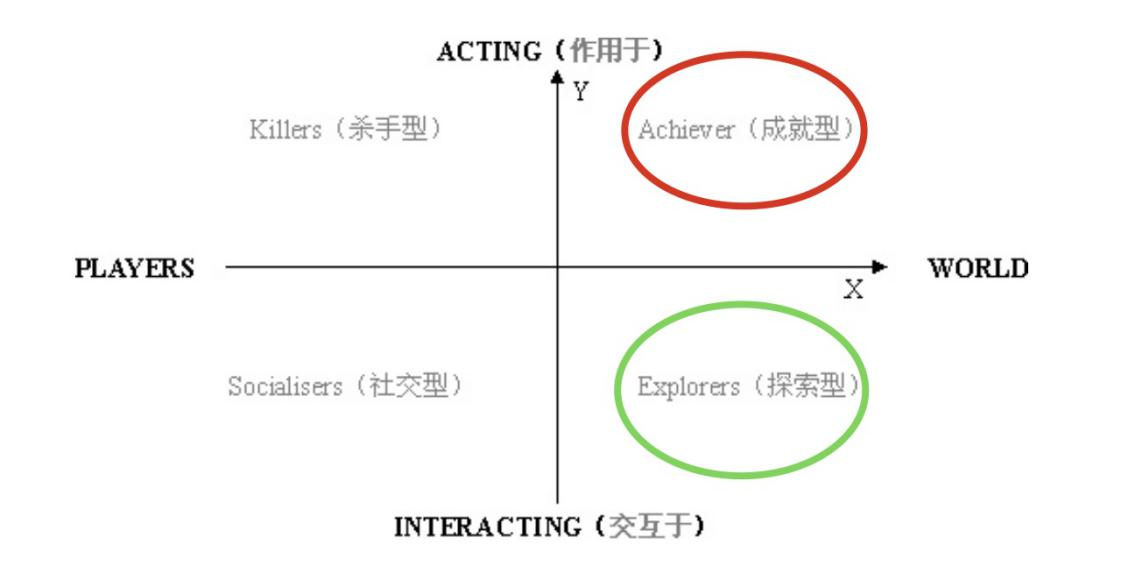 ACTING（作用于）
Y
Killers（杀手型）
Achiever（成就型）
PLAYERS
WORLD
X
Socialisers（社交型）
Explorers（探索型）
INTERACTING（交互于）